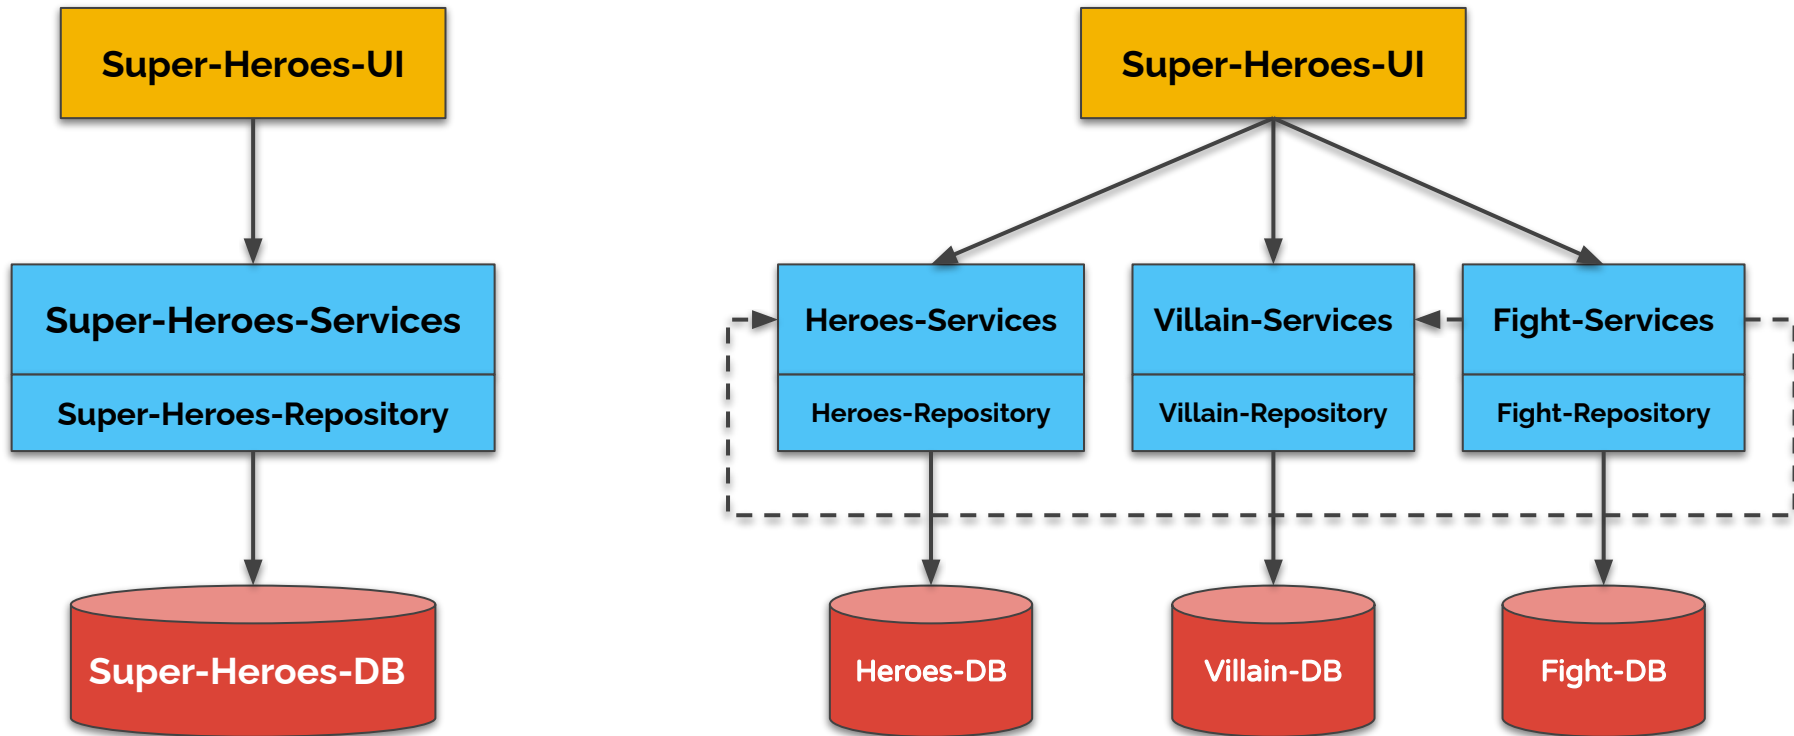 Super-Heroes-UI
Super-Heroes-Services
Super-Heroes-Repository
Super-Heroes-DB
Super-Heroes-UI
Heroes-Services
Villain-Services
Fight-Services
Heroes-Repository
Villain-Repository
Fight-Repository
Heroes-DB
Villain-DB
Fight-DB